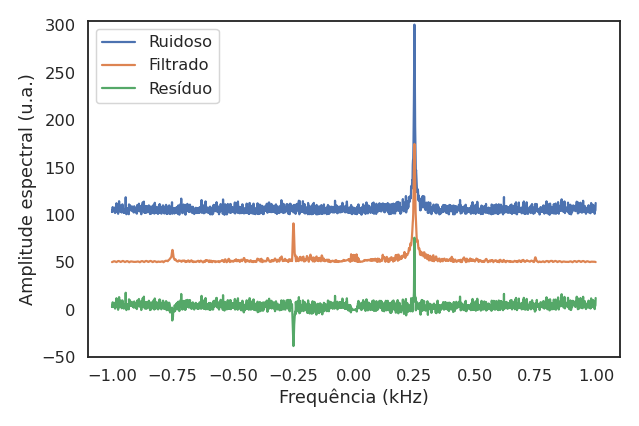 300
250
200
150
100
50
0
−50
Amplitude espectral (u.a.)
Ruidoso
Filtrado
Resíduo
−1.00 −0.75 −0.50 −0.25 0.00 0.25 0.50 0.75 1.00
Frequência (kHz)